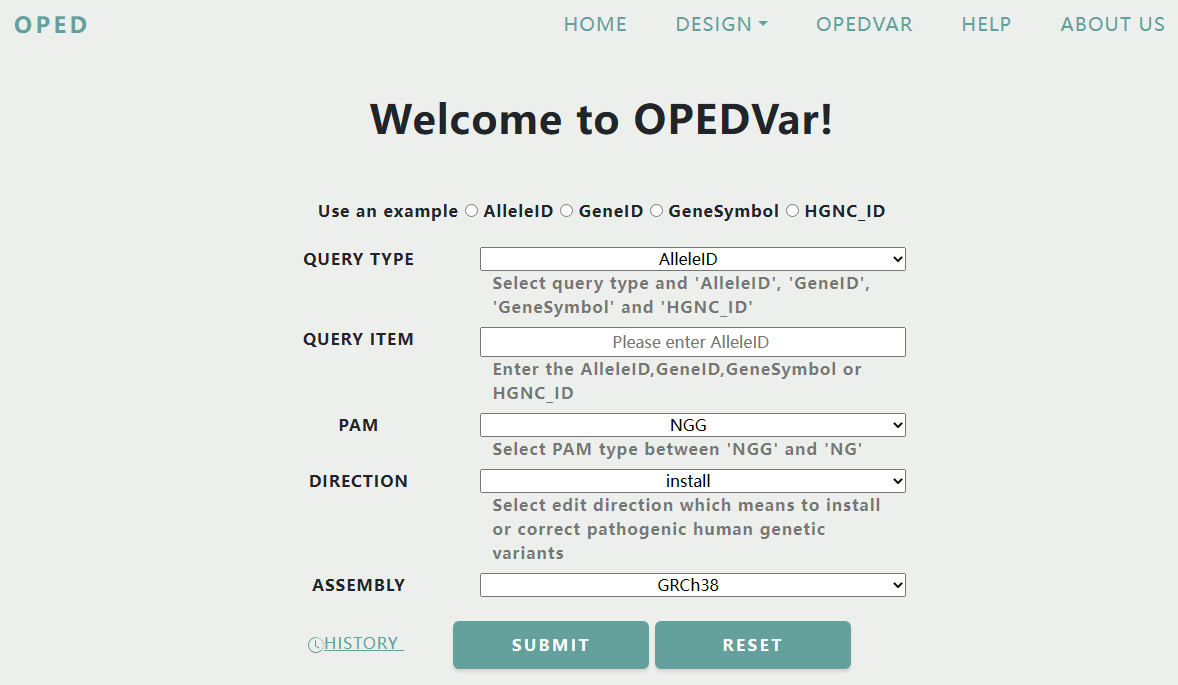 OPED HOME DESIGN OPEDVAR HELP ABOUT US
Welcome to OPEDVar!
Use an example AlleleID GeneID GeneSymbol HGNC_ID
QUERY TYPE AlleleID
Select query type and 'AlleleID', 'GeneID',
'GeneSymbol' and 'HGNC_ID'
QUERY ITEM Please enter AlleleID
Enter the AlleleID,GeneID,GeneSymbol or
HGNC_ID
PAM NGG
Select PAM type between 'NGG' and 'NG'
DIRECTION install
Select edit direction which means to install
or correct pathogenic human genetic
variants
ASSEMBLY GRCh38
HISTORY SUBMIT RESET